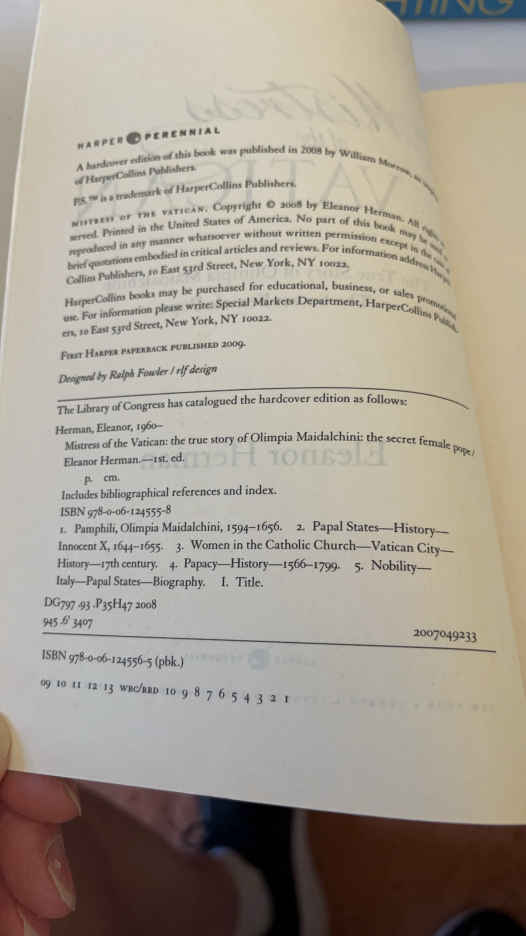 HTING
HARPER PERENNIAL
A hardcover edition of this book was published in 2008 by William Morrow, an
of HarperCollins Publishers.
P.S.™ is a trademark of HarperCollins Publishers.
MISTRESS OF THE VATICAN. Copyright © 2008 by Eleanor Herman. All rights
served. Printed in the United States of America. No part of this book may be
reproduced in any manner whatsoever without written permission except in the
brief quotations embodied in critical articles and reviews. For information address Harper
Collins Publishers, 10 East 53rd Street, New York, NY 10022.
HarperCollins books may be purchased for educational, business, or sales promotional
use. For information please write: Special Markets Department, HarperCollins Publish
ers, 10 East 53rd Street, New York, NY 10022.
FIRST HARPER PAPERBACK PUBLISHED 2009.
Designed by Ralph Fowler / rlf design
The Library of Congress has catalogued the hardcover edition as follows:
Herman, Eleanor, 1960–
Mistress of the Vatican: the true story of Olimpia Maidalchini: the secret female pope /
Eleanor Herman.—1st. ed.
p. cm.
Includes bibliographical references and index.
ISBN 978-0-06-124555-8
1. Pamphili, Olimpia Maidalchini, 1594–1656. 2. Papal States—History—
Innocent X, 1644–1655. 3. Women in the Catholic Church—Vatican City—
History—17th century. 4. Papacy—History—1566–1799. 5. Nobility—
Italy—Papal States—Biography. I. Title.
DG797.93.P35H47 2008
945.6' 3407
2007049233
ISBN 978-0-06-124556-5 (pbk.)
09 10 11 12 13 WBC/RRD 10 9 8 7 6 5 4 3 2 1